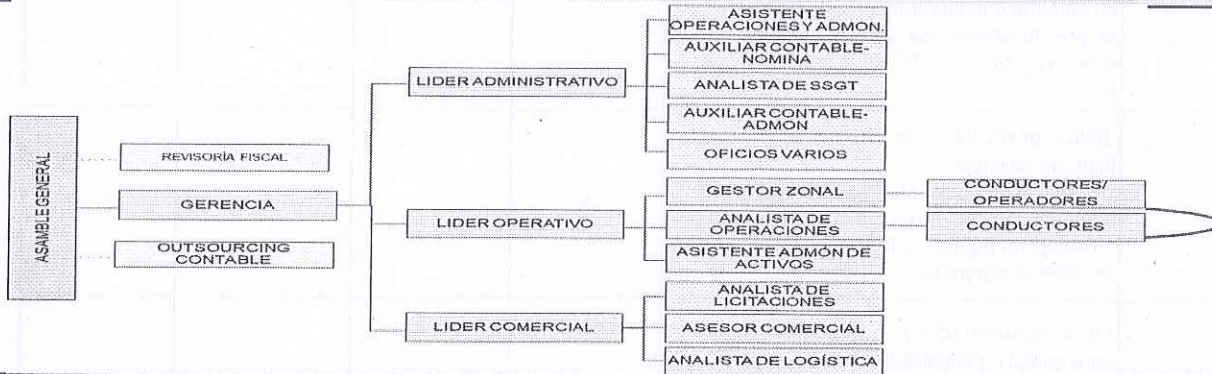 ASAMBLE GENERAL
REVISORÍA FISCAL
GERENCIA
OUTSOURCING
CONTABLE
LIDER ADMINISTRATIVO
ASISTENTE
OPERACIONES Y ADMON.
AUXILIAR CONTABLE-
NOMINA
ANALISTA DE SSGT
AUXILIAR CONTABLE-
ADMON
OFICIOS VARIOS
LIDER OPERATIVO
GESTOR ZONAL
CONDUCTORES/
OPERADORES
ANALISTA DE
OPERACIONES
CONDUCTORES
ASISTENTE ADMÓN DE
ACTIVOS
LIDER COMERCIAL
ANALISTA DE
LICITACIONES
ASESOR COMERCIAL
ANALISTA DE LOGÍSTICA